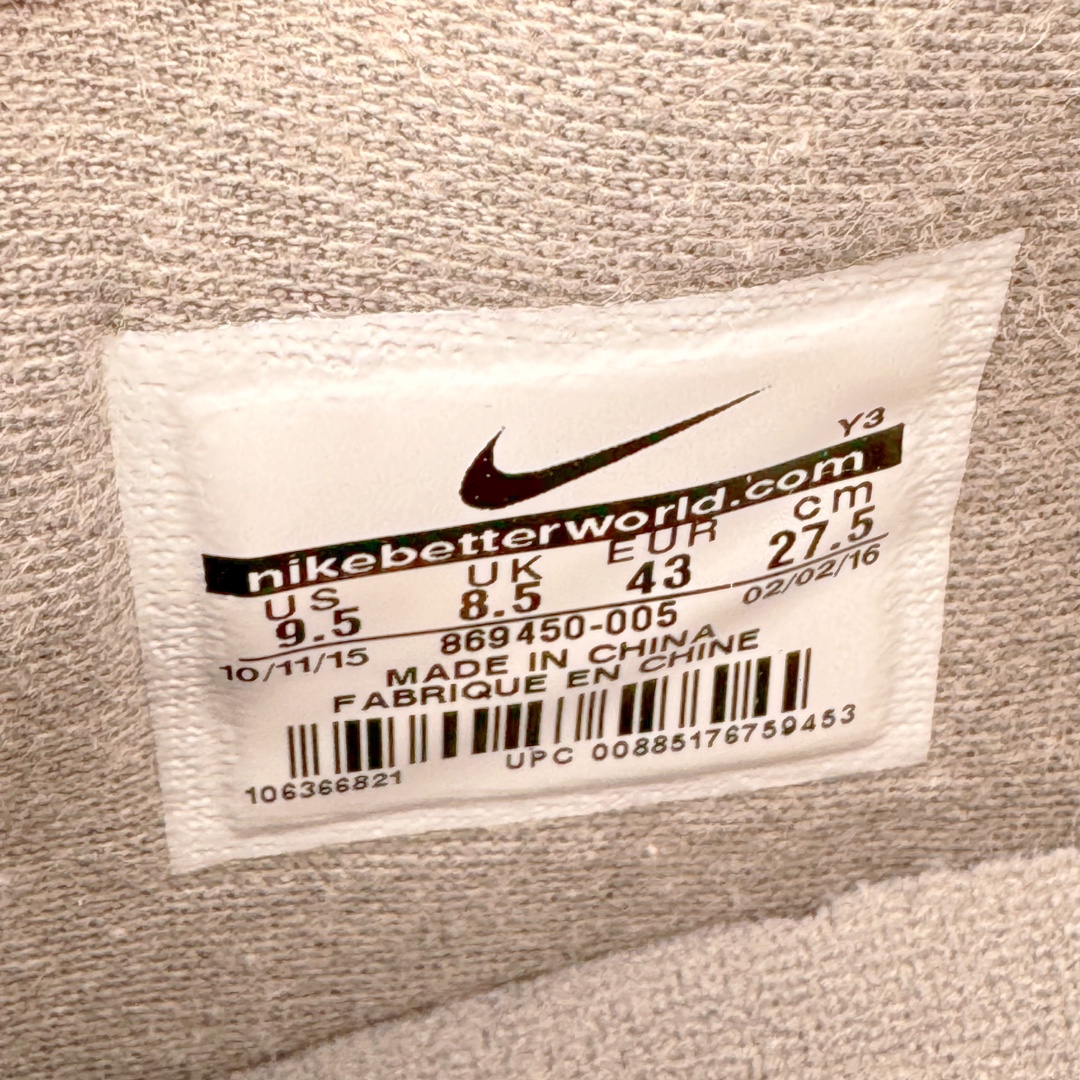 Y3
nikebetterworld.com
US UK EUR cm
9.5 8.5 43 27.5
10/11/15 869450-005 02/02/16
MADE IN CHINA
FABRIQUE EN CHINE
106366821 UPC 00885176759453